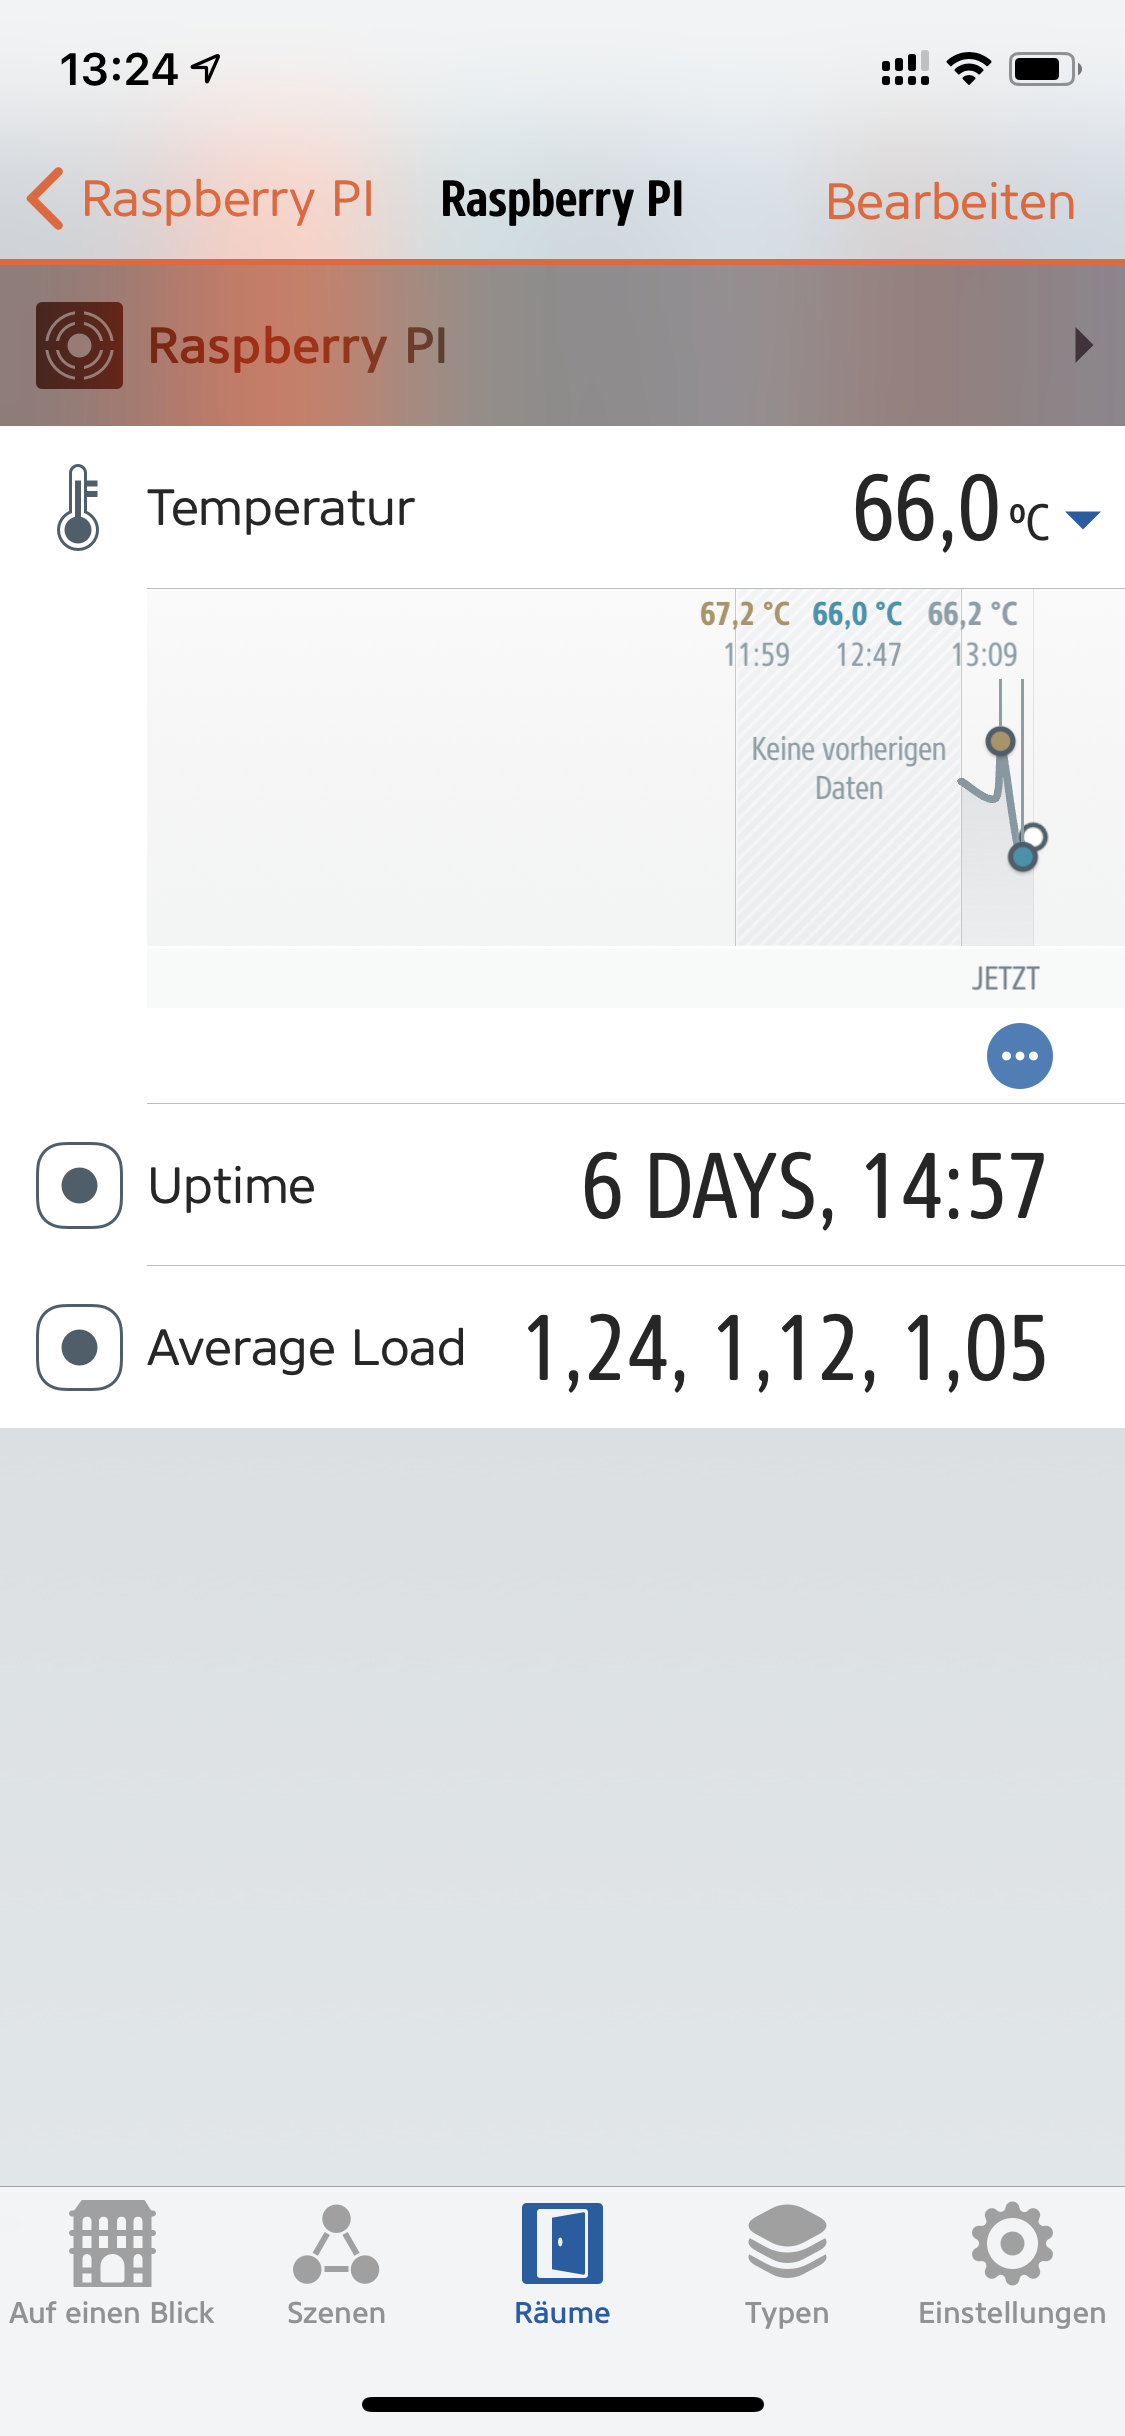 13:24
Raspberry PI
Raspberry PI
Bearbeiten
Raspberry PI
Temperatur
66,0 °C
67,2 °C 66,0 °C 66,2 °C
11:59 12:47 13:09
Keine vorherigen
Daten
JETZT
Uptime
6 DAYS, 14:57
Average Load
1,24, 1,12, 1,05
Auf einen Blick
Szenen
Räume
Typen
Einstellungen